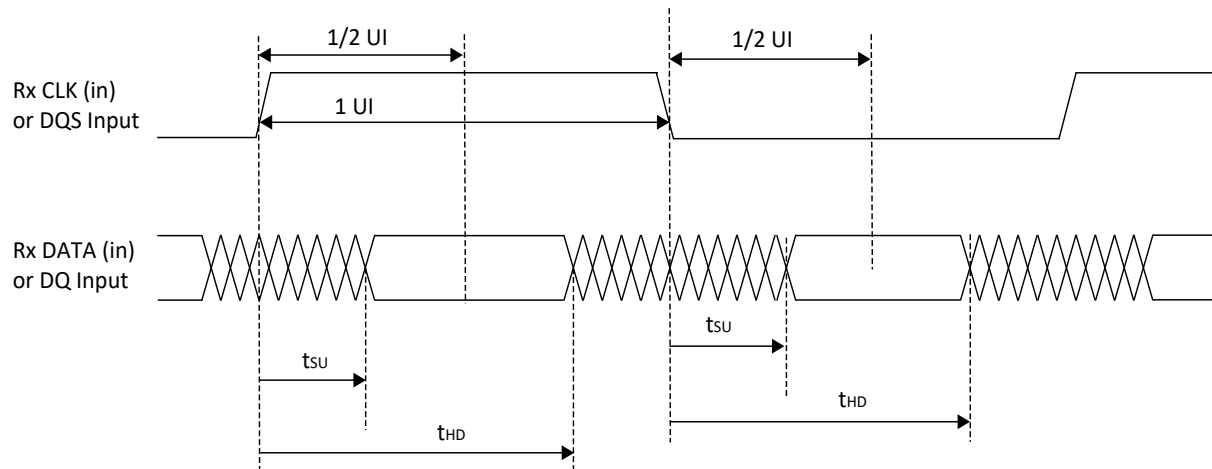 1/2 UI
1/2 UI
Rx CLK (in)
or DQS Input
1 UI
Rx DATA (in)
or DQ Input
tSU
tSU
tHD
tHD